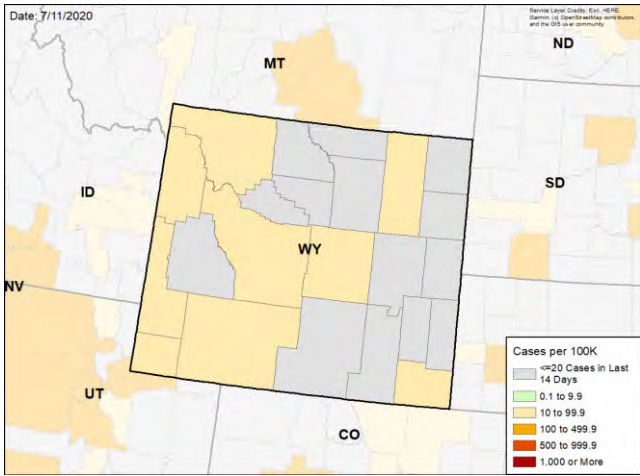 Date: 7/11/2020
Service Layer Credits: Esri, HERE,
Garmin, (c) OpenStreetMap contributors,
and the GIS user community
ND
MT
ID
SD
WY
NV
UT
CO
Cases per 100K
<=20 Cases in Last
14 Days
0.1 to 9.9
10 to 99.9
100 to 499.9
500 to 999.9
1,000 or More